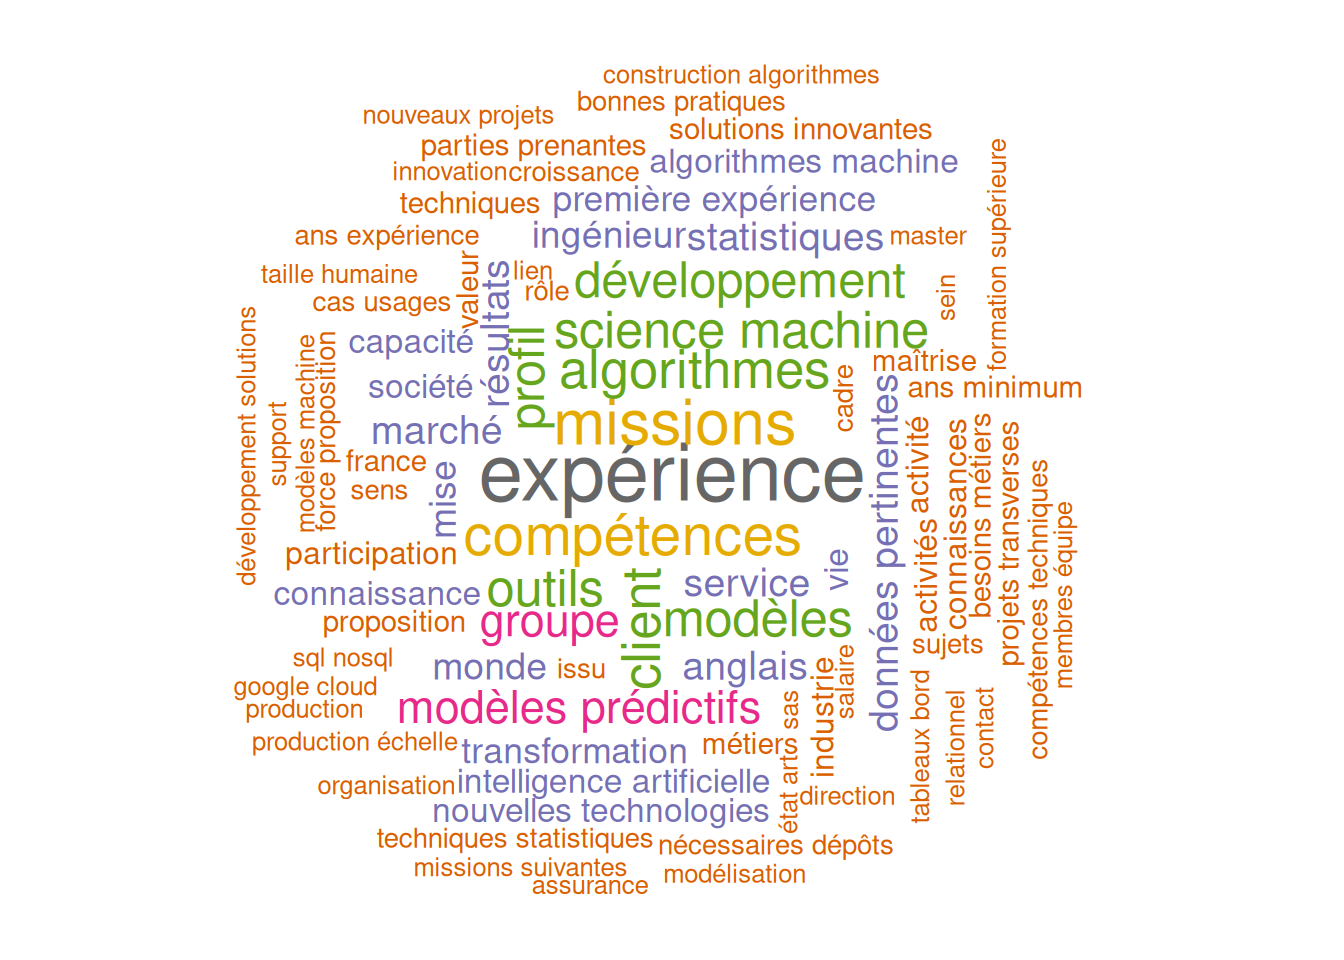 construction algorithmes
bonnes pratiques
nouveaux projets
solutions innovantes
parties prenantes
algorithmes machine
innovation
croissance
techniques
première expérience
ans expérience
ingénieur
statistiques
master
formation supérieure
taille humaine
valeur
résultats
lien
rôle
développement
sein
cas usages
capacité
profil
science machine
maîtrise
développement solutions
support
modèles machine
force proposition
société
algorithmes
cadre
ans minimum
marché
missions
france
sens
mise
expérience
données pertinentes
activité
activités
connaissances
besoins métiers
projets transverses
compétences techniques
membres équipe
participation
compétences
connaissance
outils
service
vie
proposition
groupe
client
modèles
sujets
sql nosql
monde
issu
anglais
industrie
salaire
google cloud
production
modèles prédictifs
tableaux bord
relationnel
contact
production échelle
transformation
métiers
sas
état art
organisation
intelligence artificielle
direction
nouvelles technologies
techniques statistiques
nécessaires dépôts
missions suivantes
assurance
modélisation